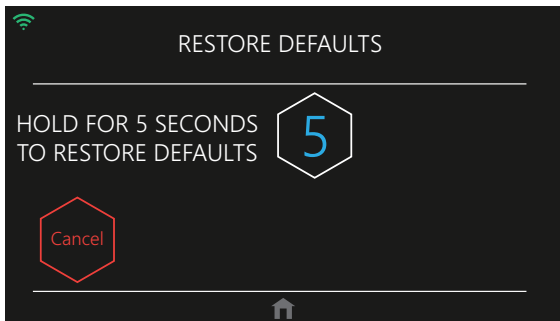 RESTORE DEFAULTS
HOLD FOR 5 SECONDS
TO RESTORE DEFAULTS
5
Cancel